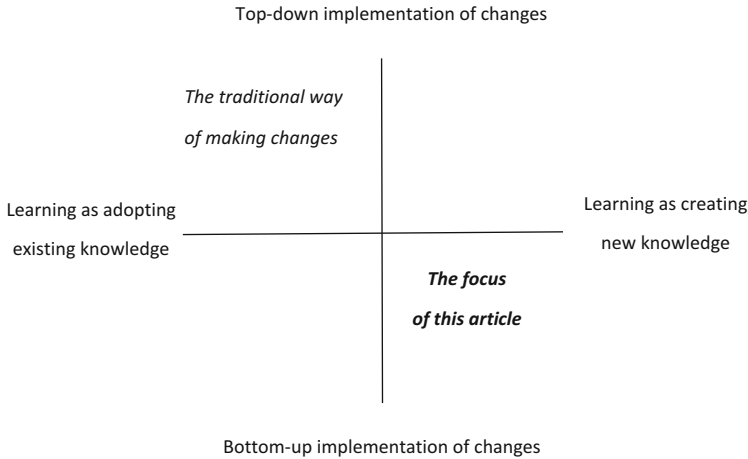 Top-down implementation of changes
The traditional way
of making changes
Learning as adopting
existing knowledge
Learning as creating
new knowledge
The focus
of this article
Bottom-up implementation of changes